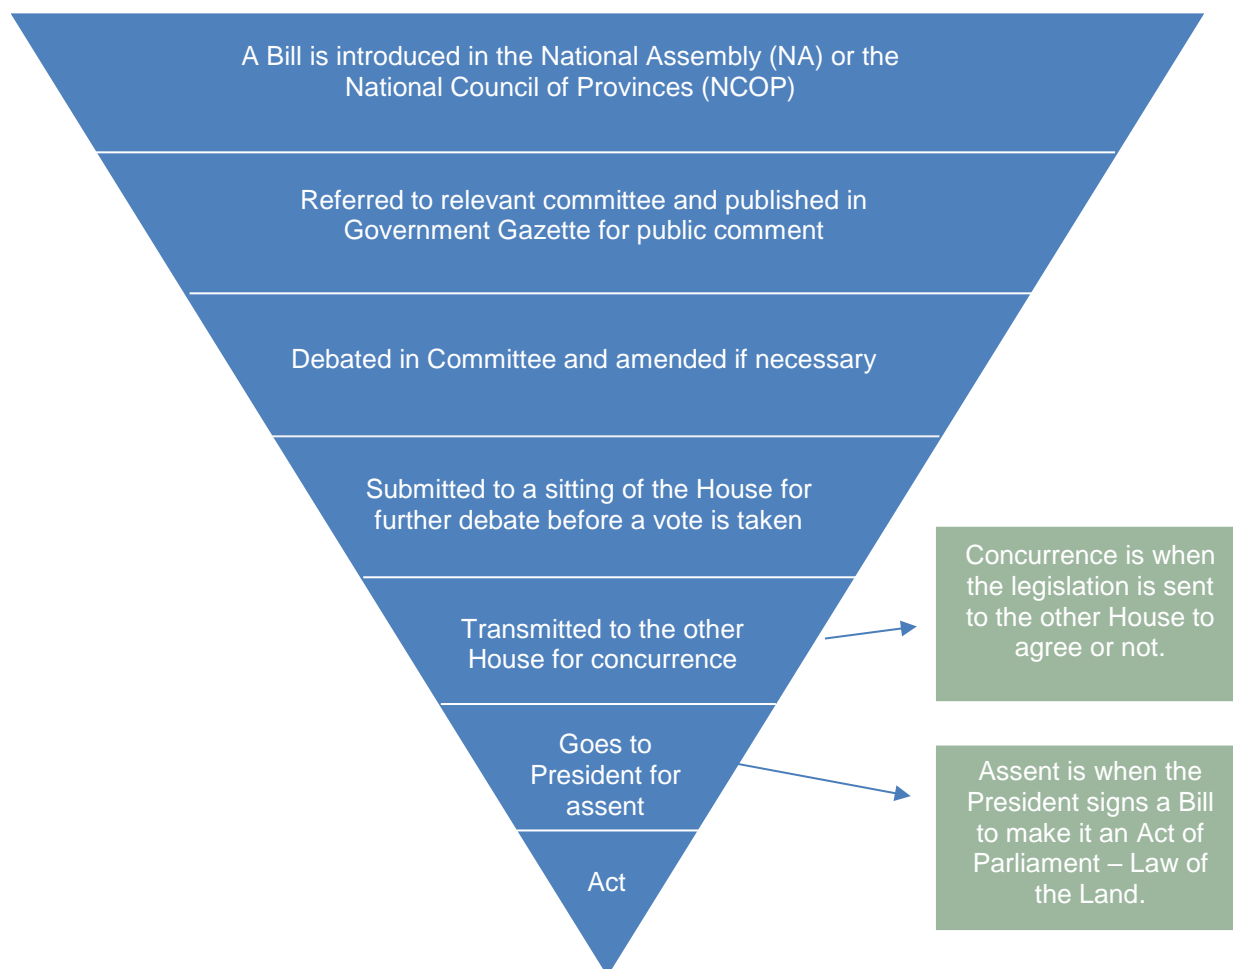 A Bill is introduced in the National Assembly (NA) or the
National Council of Provinces (NCOP)
Referred to relevant committee and published in
Government Gazette for public comment
Debated in Committee and amended if necessary
Submitted to a sitting of the House for
further debate before a vote is taken
Transmitted to the other
House for concurrence
Concurrence is when
the legislation is sent
to the other House to
agree or not.
Goes to
President for
assent
Assent is when the
President signs a Bill
to make it an Act of
Parliament – Law of
the Land.
Act